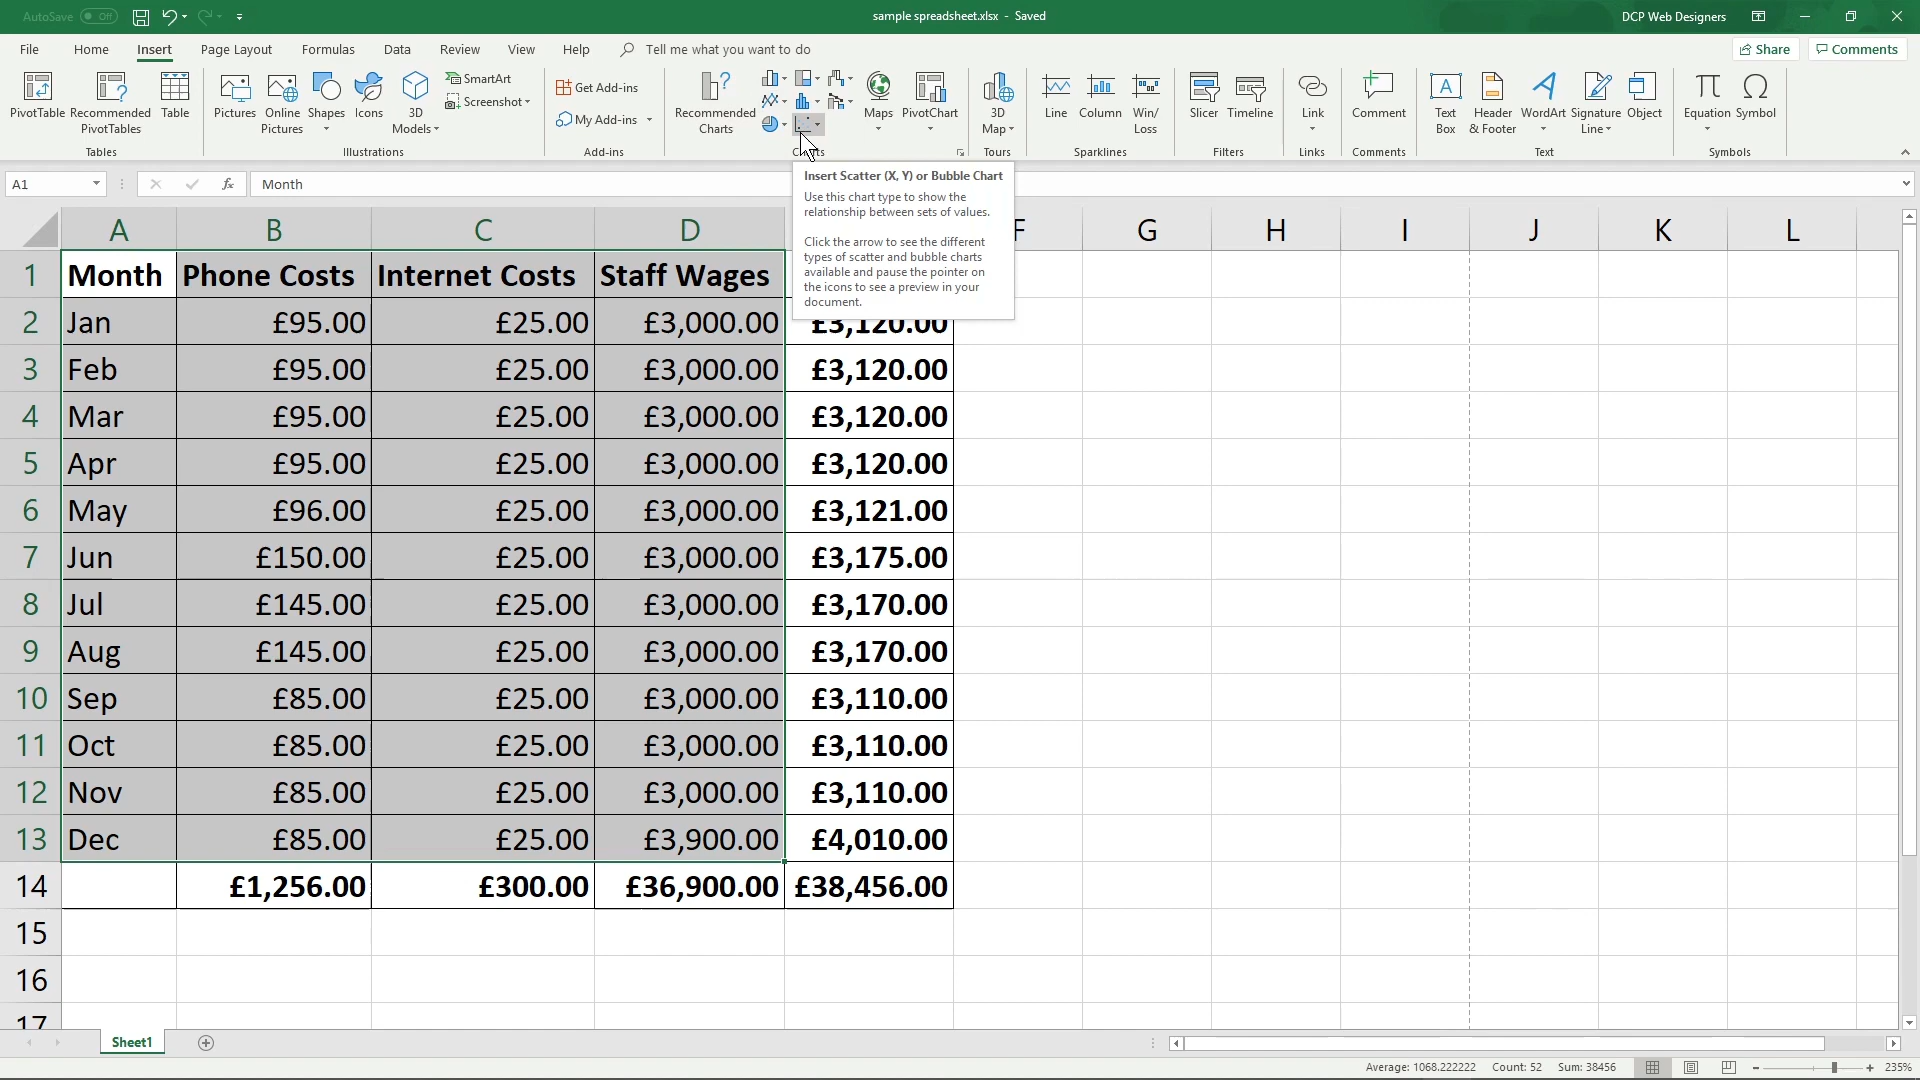 AutoSave Off
sample spreadsheet.xlsx - Saved
DCP Web Designers
File Home Insert Page Layout Formulas Data Review View Help Tell me what you want to do Share Comments
PivotTable Recommended PivotTables Table
Tables
Pictures Online Pictures Shapes Icons 3D Models SmartArt Screenshot
Illustrations
Get Add-ins
My Add-ins
Add-ins
Recommended Charts Maps PivotChart
3D Map
Tours
Line Column Win/Loss
Sparklines
Slicer Timeline
Filters
Link
Links
Comment
Comments
Text Box Header & Footer WordArt Signature Line Object
Text
Equation Symbol
Symbols
A1 fx Month
Insert Scatter (X, Y) or Bubble Chart
Use this chart type to show the
relationship between sets of values.
Click the arrow to see the different
types of scatter and bubble charts
available and pause the pointer on
the icons to see a preview in your
document.
A B C D F G H I J K L
1 Month Phone Costs Internet Costs Staff Wages
2 Jan £95.00 £25.00 £3,000.00 £3,120.00
3 Feb £95.00 £25.00 £3,000.00 £3,120.00
4 Mar £95.00 £25.00 £3,000.00 £3,120.00
5 Apr £95.00 £25.00 £3,000.00 £3,120.00
6 May £96.00 £25.00 £3,000.00 £3,121.00
7 Jun £150.00 £25.00 £3,000.00 £3,175.00
8 Jul £145.00 £25.00 £3,000.00 £3,170.00
9 Aug £145.00 £25.00 £3,000.00 £3,170.00
10 Sep £85.00 £25.00 £3,000.00 £3,110.00
11 Oct £85.00 £25.00 £3,000.00 £3,110.00
12 Nov £85.00 £25.00 £3,000.00 £3,110.00
13 Dec £85.00 £25.00 £3,900.00 £4,010.00
14 £1,256.00 £300.00 £36,900.00 £38,456.00
15
16
17
Sheet1
Average: 1068.222222 Count: 52 Sum: 38456 235%